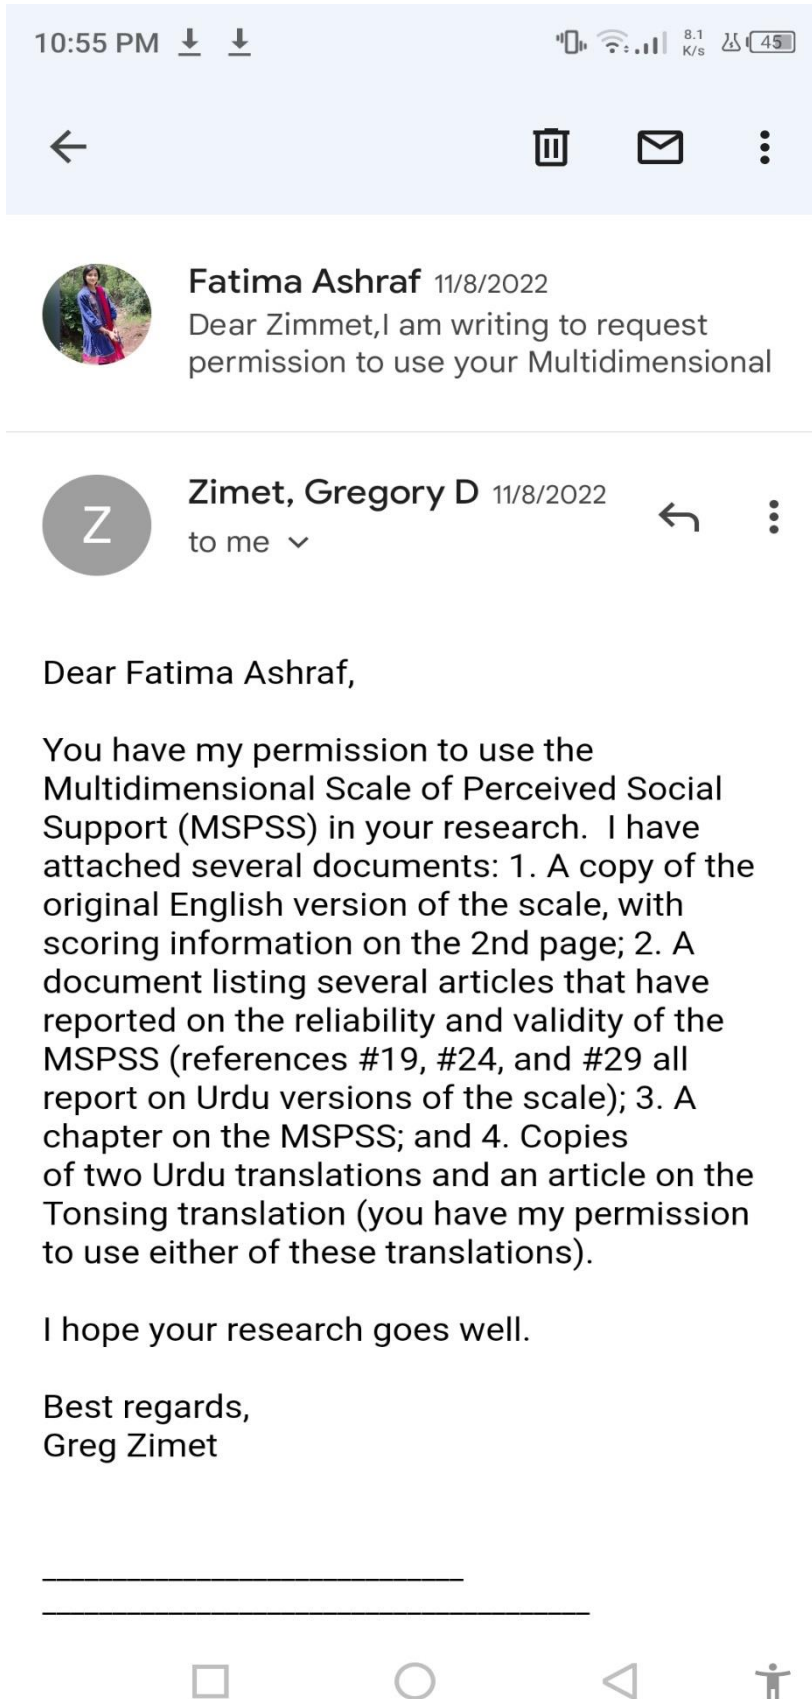 10:55 PM
8.1
K/s
45
Fatima Ashraf 11/8/2022
Dear Zimmet,I am writing to request
permission to use your Multidimensional
Z
Zimet, Gregory D 11/8/2022
to me
Dear Fatima Ashraf,
You have my permission to use the
Multidimensional Scale of Perceived Social
Support (MSPSS) in your research.  I have
attached several documents: 1. A copy of the
original English version of the scale, with
scoring information on the 2nd page; 2. A
document listing several articles that have
reported on the reliability and validity of the
MSPSS (references #19, #24, and #29 all
report on Urdu versions of the scale); 3. A
chapter on the MSPSS; and 4. Copies
of two Urdu translations and an article on the
Tonsing translation (you have my permission
to use either of these translations).
I hope your research goes well.
Best regards,
Greg Zimet